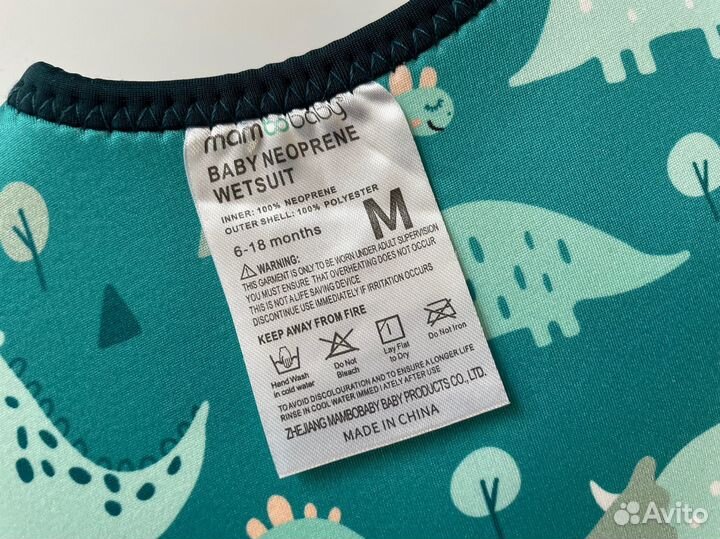 mambobaby
BABY NEOPRENE
WETSUIT
INNER: 100% NEOPRENE
OUTER SHELL: 100% POLYESTER
6-18 months
M
WARNING:
THIS GARMENT IS ONLY TO BE WORN UNDER ADULT SUPERVISION
YOU MUST ENSURE THAT OVERHEATING DOES NOT OCCUR
THIS IS NOT A LIFE SAVING DEVICE
DISCONTINUE USE IMMEDIATELY IF IRRITATION OCCURS
KEEP AWAY FROM FIRE
Hand Wash
in cold water
Do Not
Bleach
Lay Flat
to Dry
Do Not Iron
TO AVOID DISCOLOURATION AND TO ENSURE A LONGER LIFE
RINSE IN COOL WATER IMMEDIATELY AFTER USE
ZHEJIANG MAMBOBABY BABY PRODUCTS CO., LTD.
MADE IN CHINA
Avito